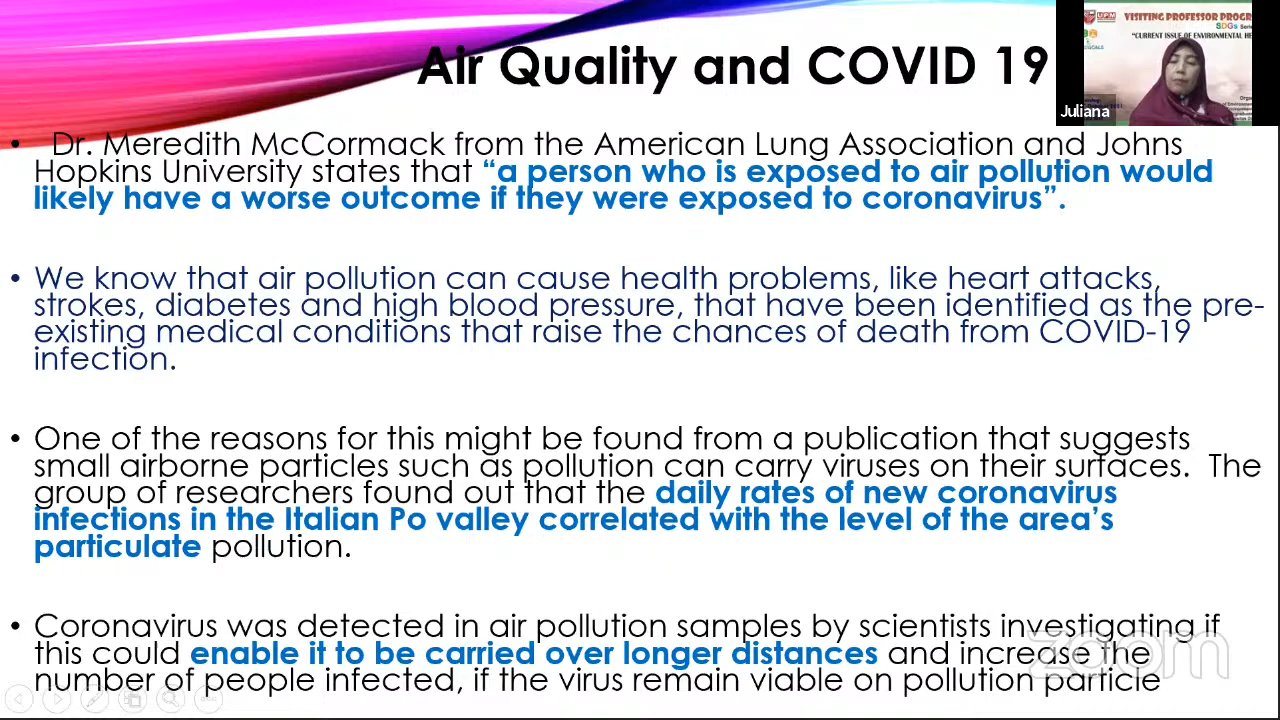 Air Quality and COVID 19
UPM
VISITING PROFESSOR PROGR
SDGs Serie
"CURRENT ISSUE OF ENVIRONMENTAL HE
Juliana
• Dr. Meredith McCormack from the American Lung Association and Johns
Hopkins University states that “a person who is exposed to air pollution would
likely have a worse outcome if they were exposed to coronavirus”.
• We know that air pollution can cause health problems, like heart attacks,
strokes, diabetes and high blood pressure, that have been identified as the pre-
existing medical conditions that raise the chances of death from COVID-19
infection.
• One of the reasons for this might be found from a publication that suggests
small airborne particles such as pollution can carry viruses on their surfaces. The
group of researchers found out that the daily rates of new coronavirus
infections in the Italian Po valley correlated with the level of the area’s
particulate pollution.
• Coronavirus was detected in air pollution samples by scientists investigating if
this could enable it to be carried over longer distances and increase the
number of people infected, if the virus remain viable on pollution particle
zoom